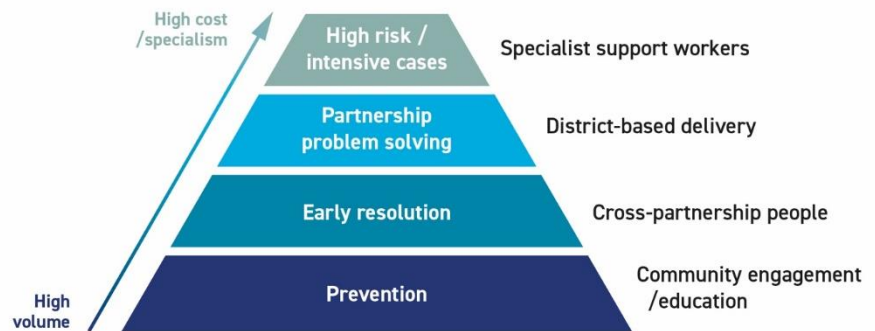 High cost
/specialism
High risk /
intensive cases
Specialist support workers
Partnership
problem solving
District-based delivery
Early resolution
Cross-partnership people
Prevention
Community engagement
/education
High
volume